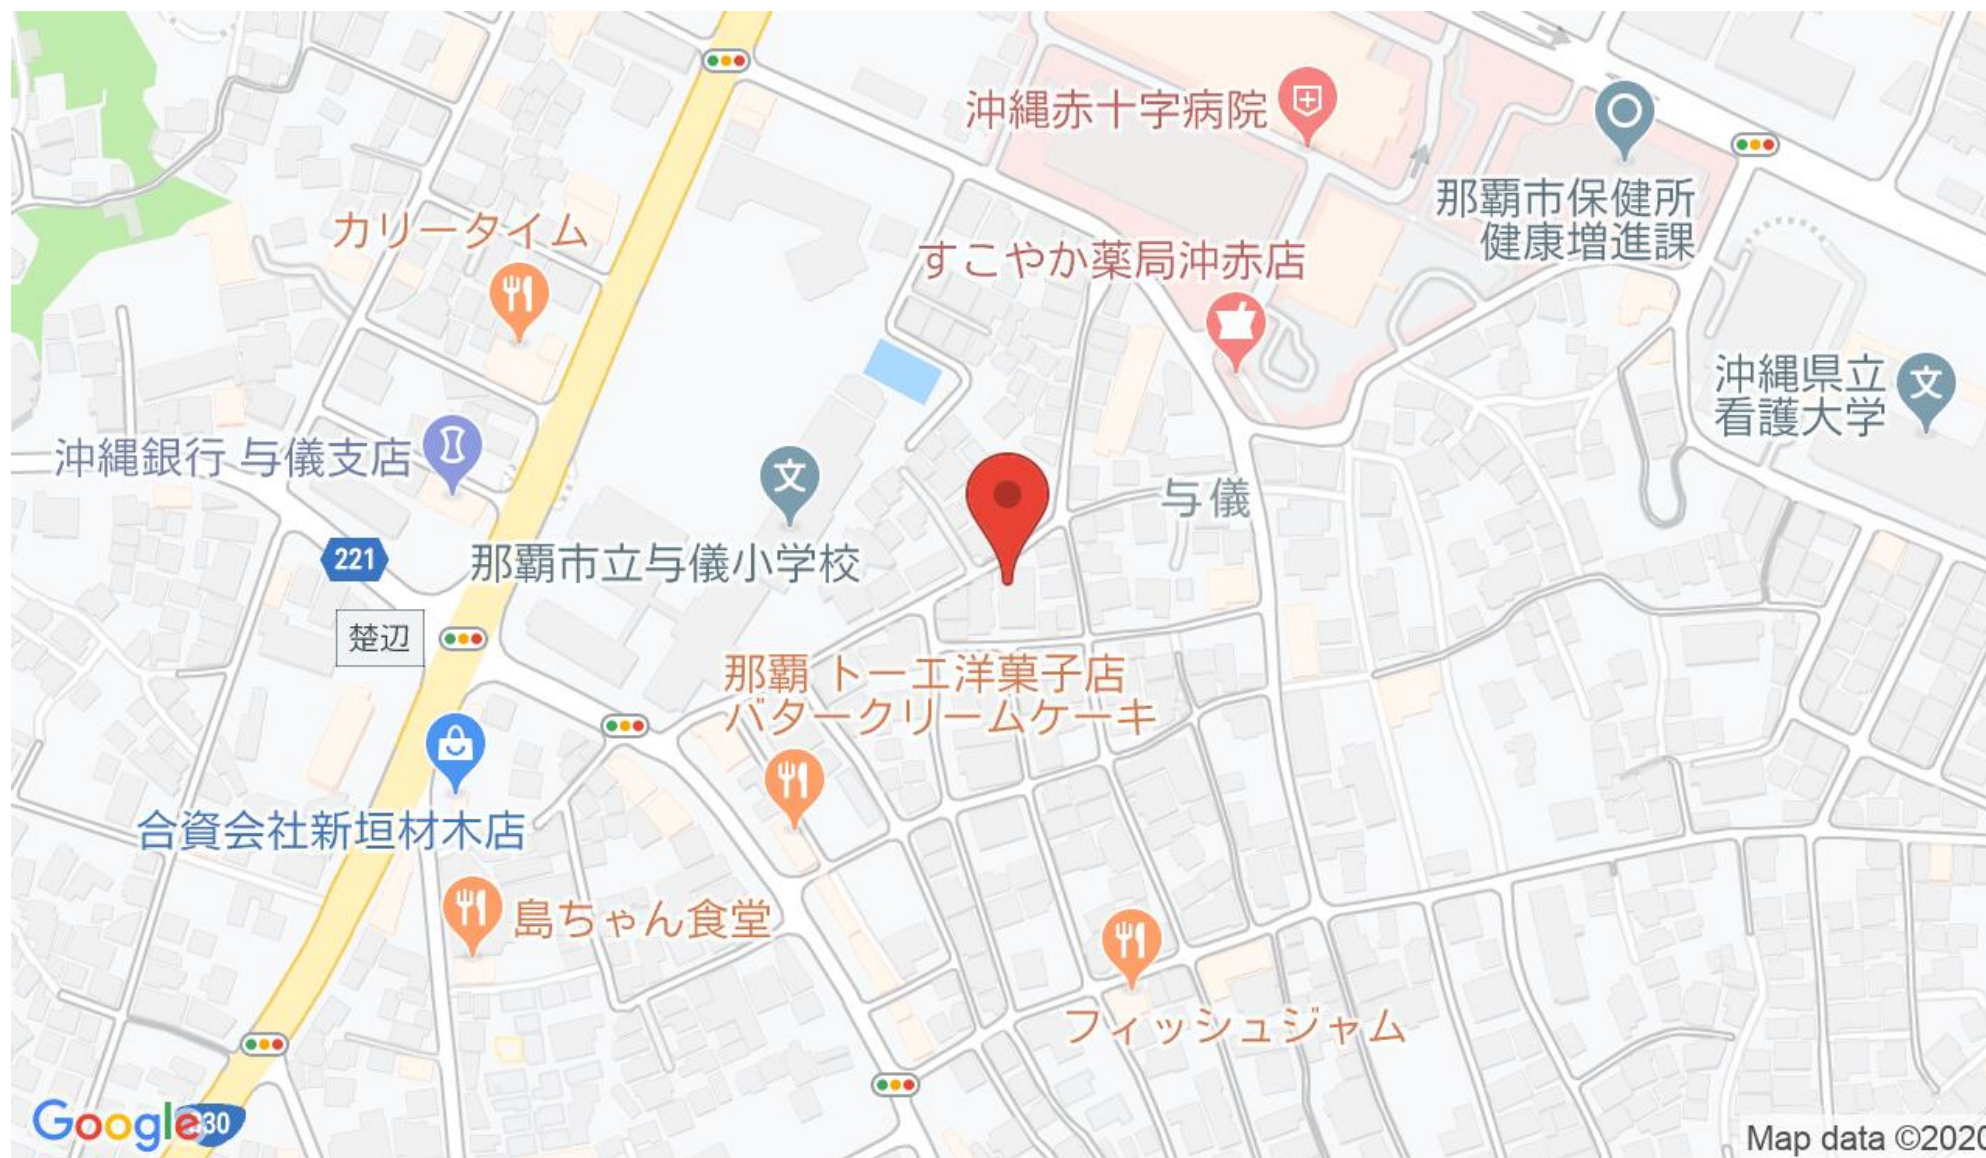 沖縄赤十字病院
那覇市保健所
健康増進課
カリータイム
すこやか薬局沖赤店
沖縄県立
看護大学
文
沖縄銀行 与儀支店
文
与儀
221
那覇市立与儀小学校
楚辺
那覇 トーエ洋菓子店
バタークリームケーキ
合資会社新垣材木店
島ちゃん食堂
フィッシュジャム
Google
30
Map data ©2020